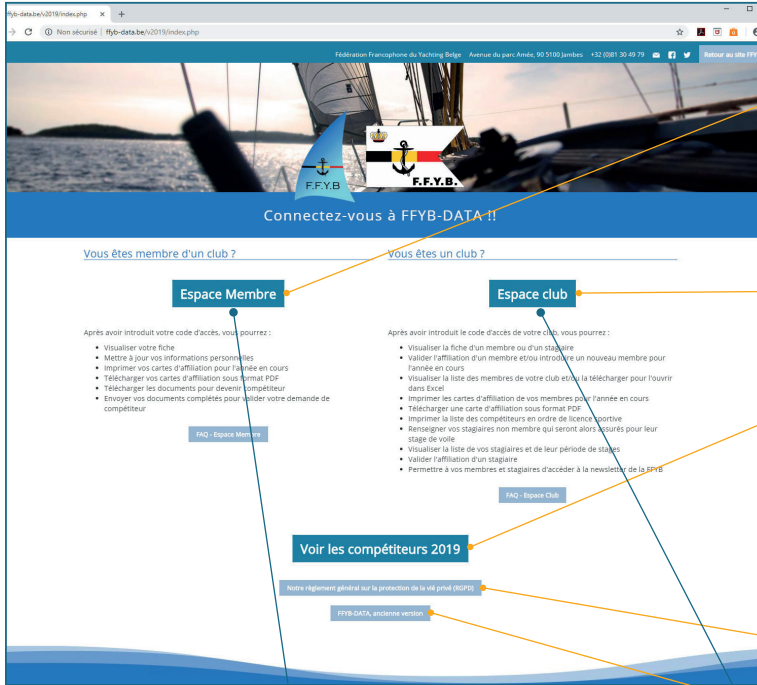 ffyb-data.be/v2019/index.php
Non sécurisé | ffyb-data.be/v2019/index.php
Fédération Francophone du Yachting Belge Avenue du parc Amée, 90 5100 Jambes +32 (0)81 30 49 79 Retour au site FFY
F.F.Y.B
F.F.Y.B.
Connectez-vous à FFYB-DATA !!
Vous êtes membre d'un club ?
Espace Membre
Après avoir introduit votre code d'accès, vous pourrez :
• Visualiser votre fiche
• Mettre à jour vos informations personnelles
• Imprimer vos cartes d'affiliation pour l'année en cours
• Télécharger vos cartes d'affiliation sous format PDF
• Télécharger les documents pour devenir compétiteur
• Envoyer vos documents complétés pour valider votre demande de
compétiteur
FAQ - Espace Membre
Vous êtes un club ?
Espace club
Après avoir introduit le code d'accès de votre club, vous pourrez :
• Visualiser la fiche d'un membre ou d'un stagiaire
• Valider l'affiliation d'un membre et/ou introduire un nouveau membre pour
l'année en cours
• Visualiser la liste des membres de votre club et/ou la télécharger pour l'ouvrir
dans Excel
• Imprimer les cartes d'affiliation de vos membres pour l'année en cours
• Télécharger une carte d'affiliation sous format PDF
• Imprimer la liste des compétiteurs en ordre de licence sportive
• Renseigner vos stagiaires non membre qui seront alors assurés pour leur
stage de voile
• Visualiser la liste de vos stagiaires et de leur période de stages
• Valider l'affiliation d'un stagiaire
• Permettre à vos membres et stagiaires d'accéder à la newsletter de la FFYB
FAQ - Espace Club
Voir les compétiteurs 2019
Notre règlement général sur la protection de la vie privé (RGPD)
FFYB-DATA, ancienne version